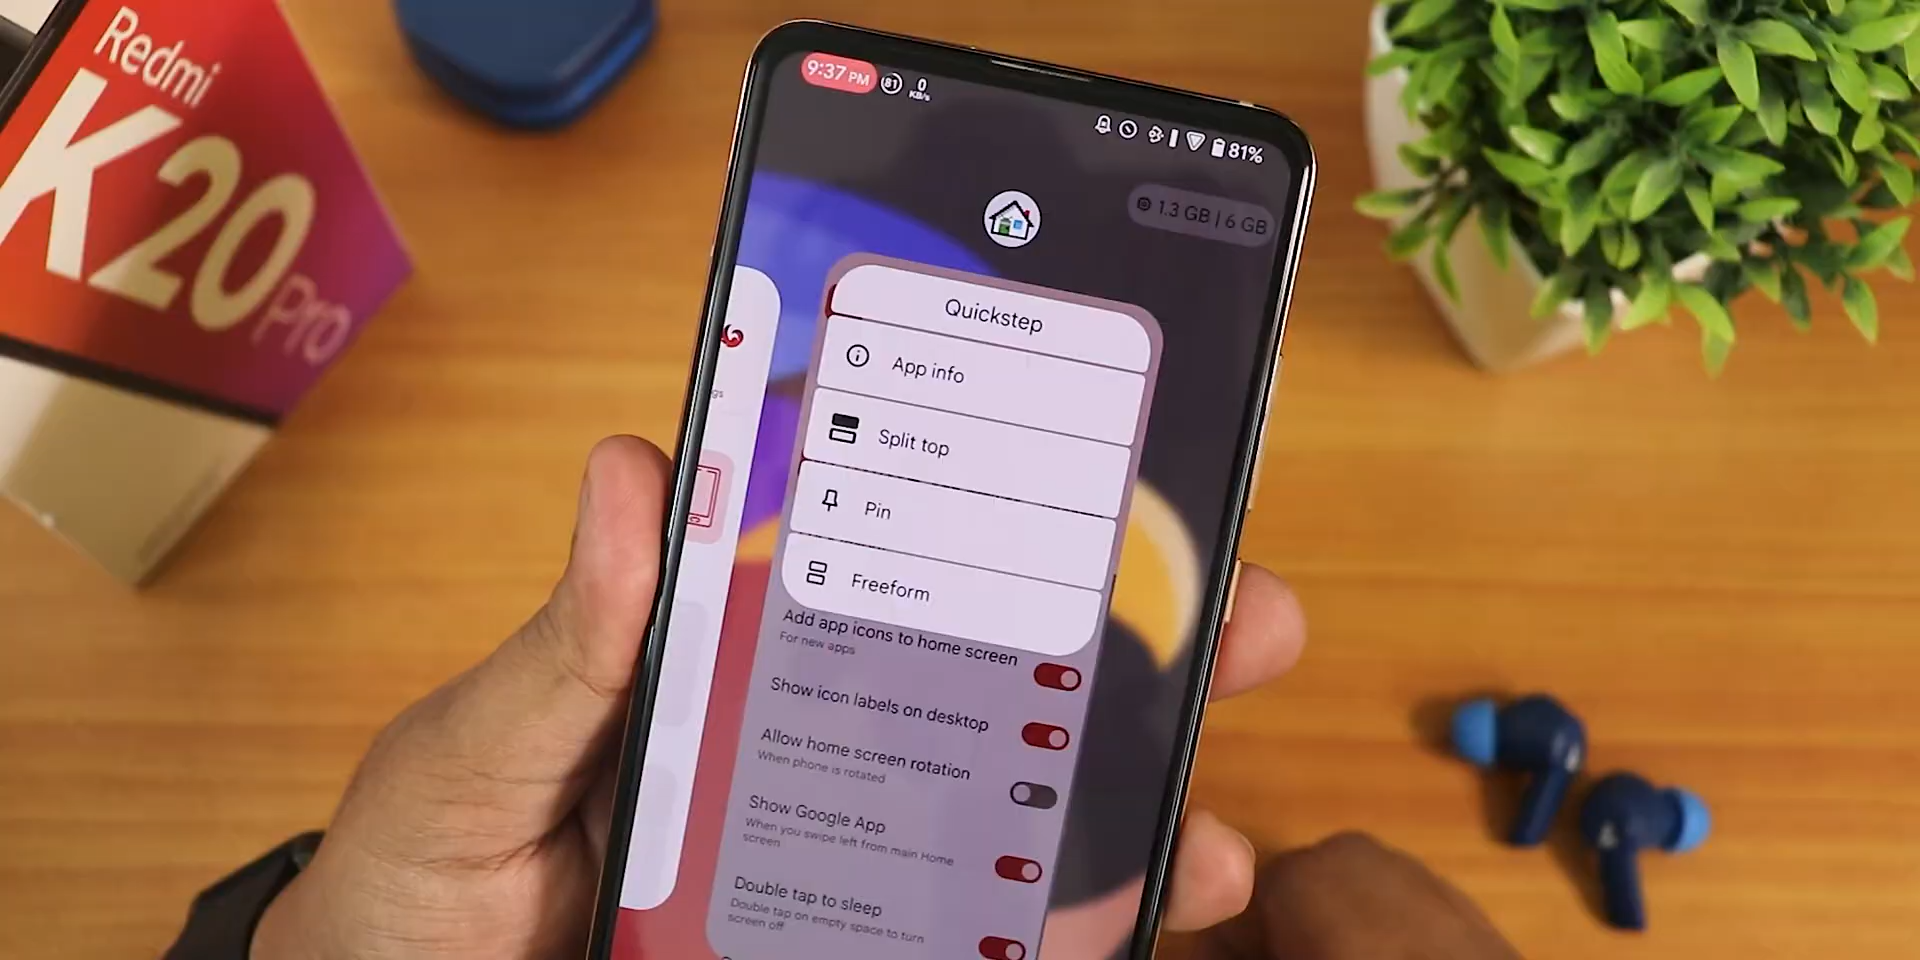 Redmi
K20
Pro
9:37 PM
81
0
KB/s
81%
1.3 GB | 6 GB
Quickstep
App info
Split top
Pin
Freeform
Add app icons to home screen
For new apps
Show icon labels on desktop
Allow home screen rotation
When phone is rotated
Show Google App
When you swipe left from main Home
screen
Double tap to sleep
Double tap on empty space to turn
screen off